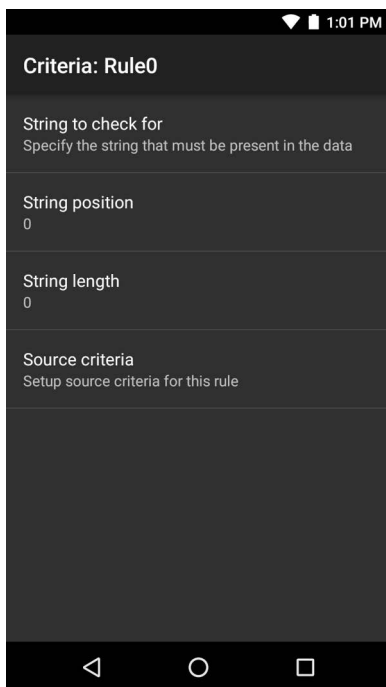 1:01 PM
Criteria: Rule0
String to check for
Specify the string that must be present in the data
String position
0
String length
0
Source criteria
Setup source criteria for this rule